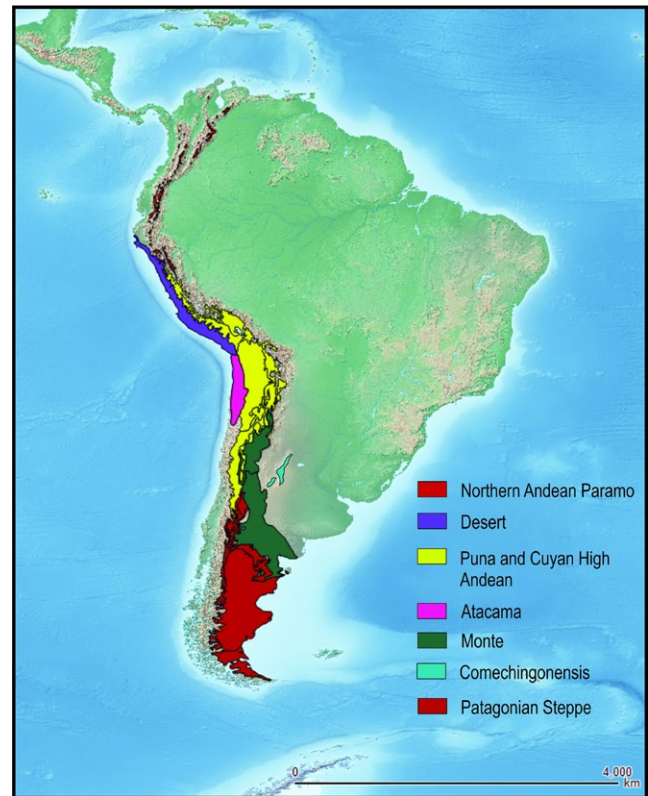 Northern Andean Paramo
Desert
Puna and Cuyan High
Andean
Atacama
Monte
Comechingonensis
Patagonian Steppe
0 4,000
km